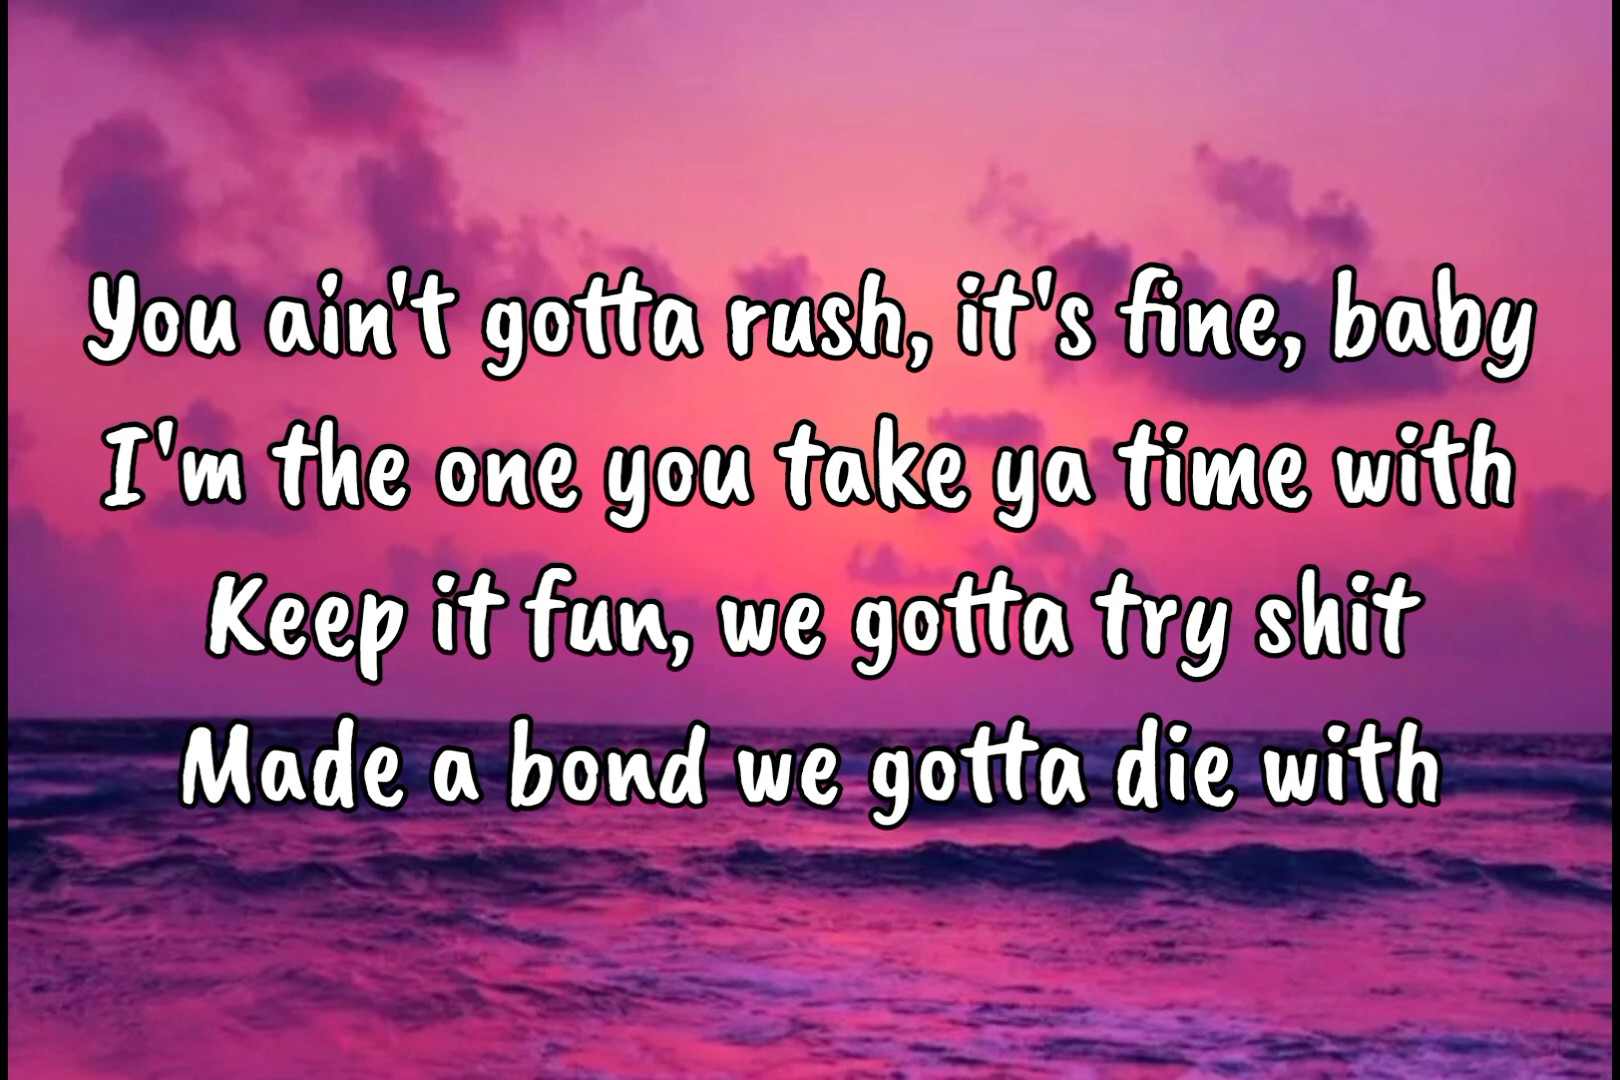 You ain't gotta rush, it's fine, baby
I'm the one you take ya time with
Keep it fun, we gotta try shit
Made a bond we gotta die with